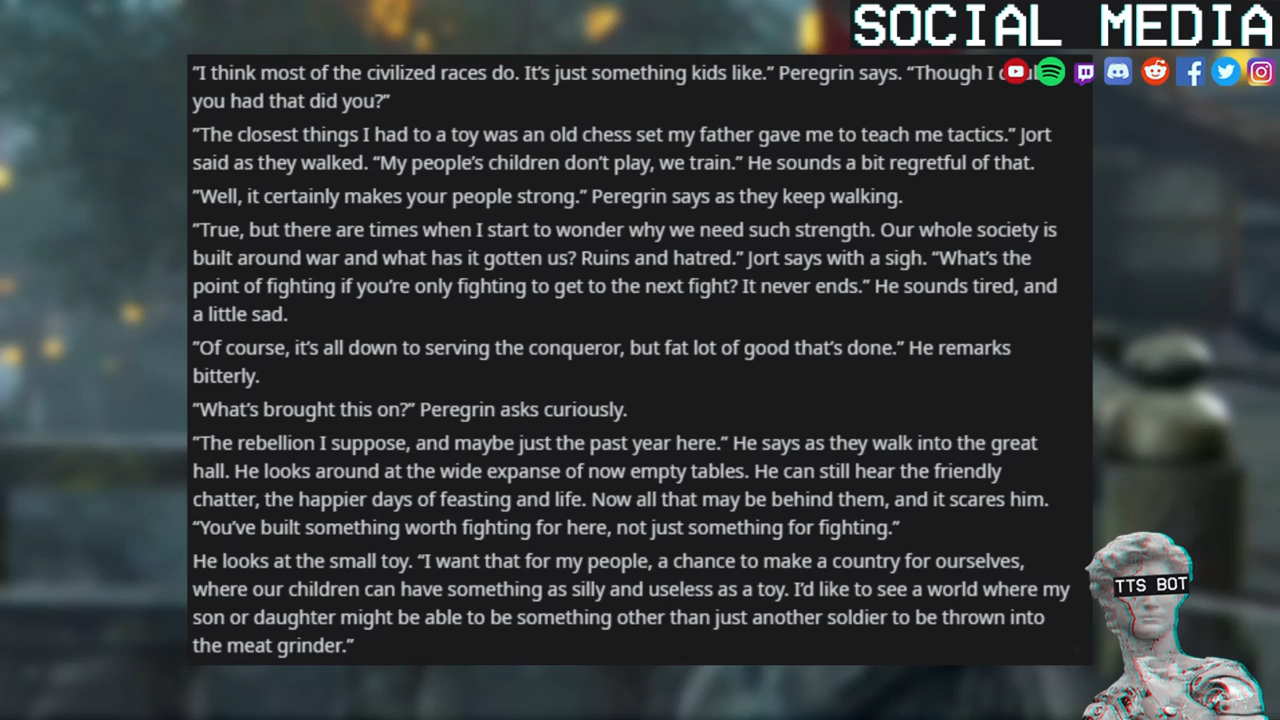 SOCIAL MEDIA
"I think most of the civilized races do. It's just something kids like." Peregrin says. "Though I
you had that did you?"
"The closest things I had to a toy was an old chess set my father gave me to teach me tactics." Jort
said as they walked. "My people's children don't play, we train." He sounds a bit regretful of that.
"Well, it certainly makes your people strong." Peregrin says as they keep walking.
"True, but there are times when I start to wonder why we need such strength. Our whole society is
built around war and what has it gotten us? Ruins and hatred." Jort says with a sigh. "What's the
point of fighting if you're only fighting to get to the next fight? It never ends." He sounds tired, and
a little sad.
"Of course, it's all down to serving the conqueror, but fat lot of good that's done." He remarks
bitterly.
"What's brought this on?" Peregrin asks curiously.
"The rebellion I suppose, and maybe just the past year here." He says as they walk into the great
hall. He looks around at the wide expanse of now empty tables. He can still hear the friendly
chatter, the happier days of feasting and life. Now all that may be behind them, and it scares him.
"You've built something worth fighting for here, not just something for fighting."
He looks at the small toy. "I want that for my people, a chance to make a country for ourselves,
where our children can have something as silly and useless as a toy. I'd like to see a world where my
son or daughter might be able to be something other than just another soldier to be thrown into
the meat grinder."
TTS BOT